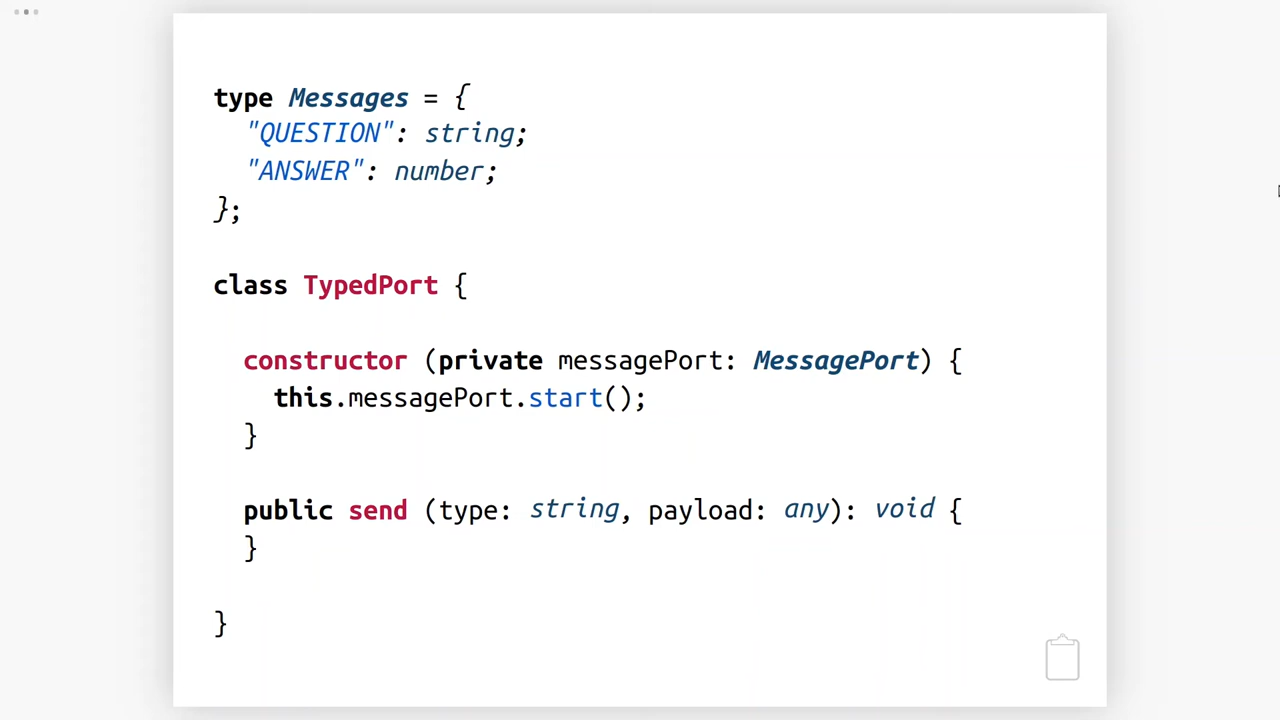 type Messages = {
"QUESTION": string;
"ANSWER": number;
};
class TypedPort {
constructor (private messagePort: MessagePort) {
this.messagePort.start();
}
public send (type: string, payload: any): void {
}
}